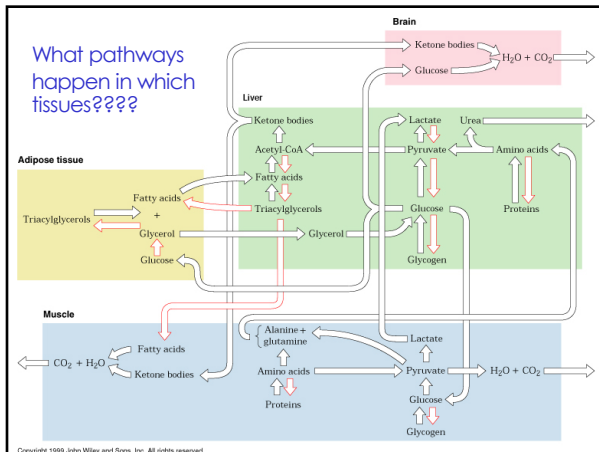 What pathways
happen in which
tissues????
Brain
Ketone bodies
Glucose
H₂O + CO₂
Liver
Ketone bodies
Acetyl-CoA
Fatty acids
Triacylglycerols
Glycerol
Lactate
Pyruvate
Glucose
Glycogen
Urea
Amino acids
Proteins
Adipose tissue
Fatty acids
Triacylglycerols
+
Glycerol
Glucose
Muscle
CO₂ + H₂O
Fatty acids
Ketone bodies
Alanine+
glutamine
Amino acids
Proteins
Lactate
Pyruvate
H₂O + CO₂
Glucose
Glycogen
Copyright 1999 John Wiley and Sons, Inc. All rights reserved.